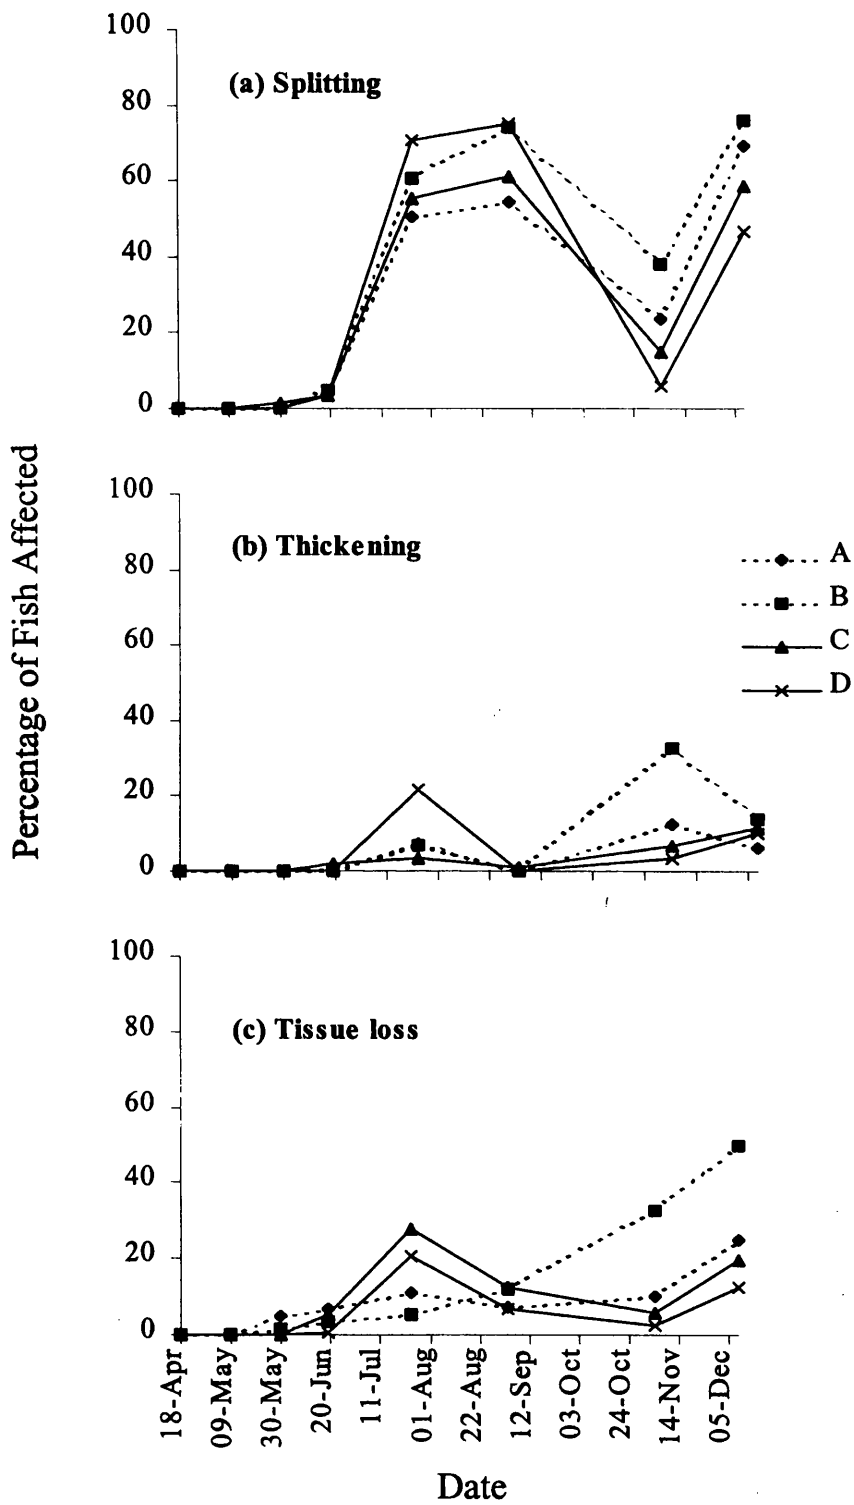 100
(a) Splitting
80
60
40
20
0
Percentage of Fish Affected
100
(b) Thickening
80
60
40
20
0
A
B
C
D
100
(c) Tissue loss
80
60
40
20
0
18-Apr
09-May
30-May
20-Jun
11-Jul
01-Aug
22-Aug
12-Sep
03-Oct
24-Oct
14-Nov
05-Dec
Date